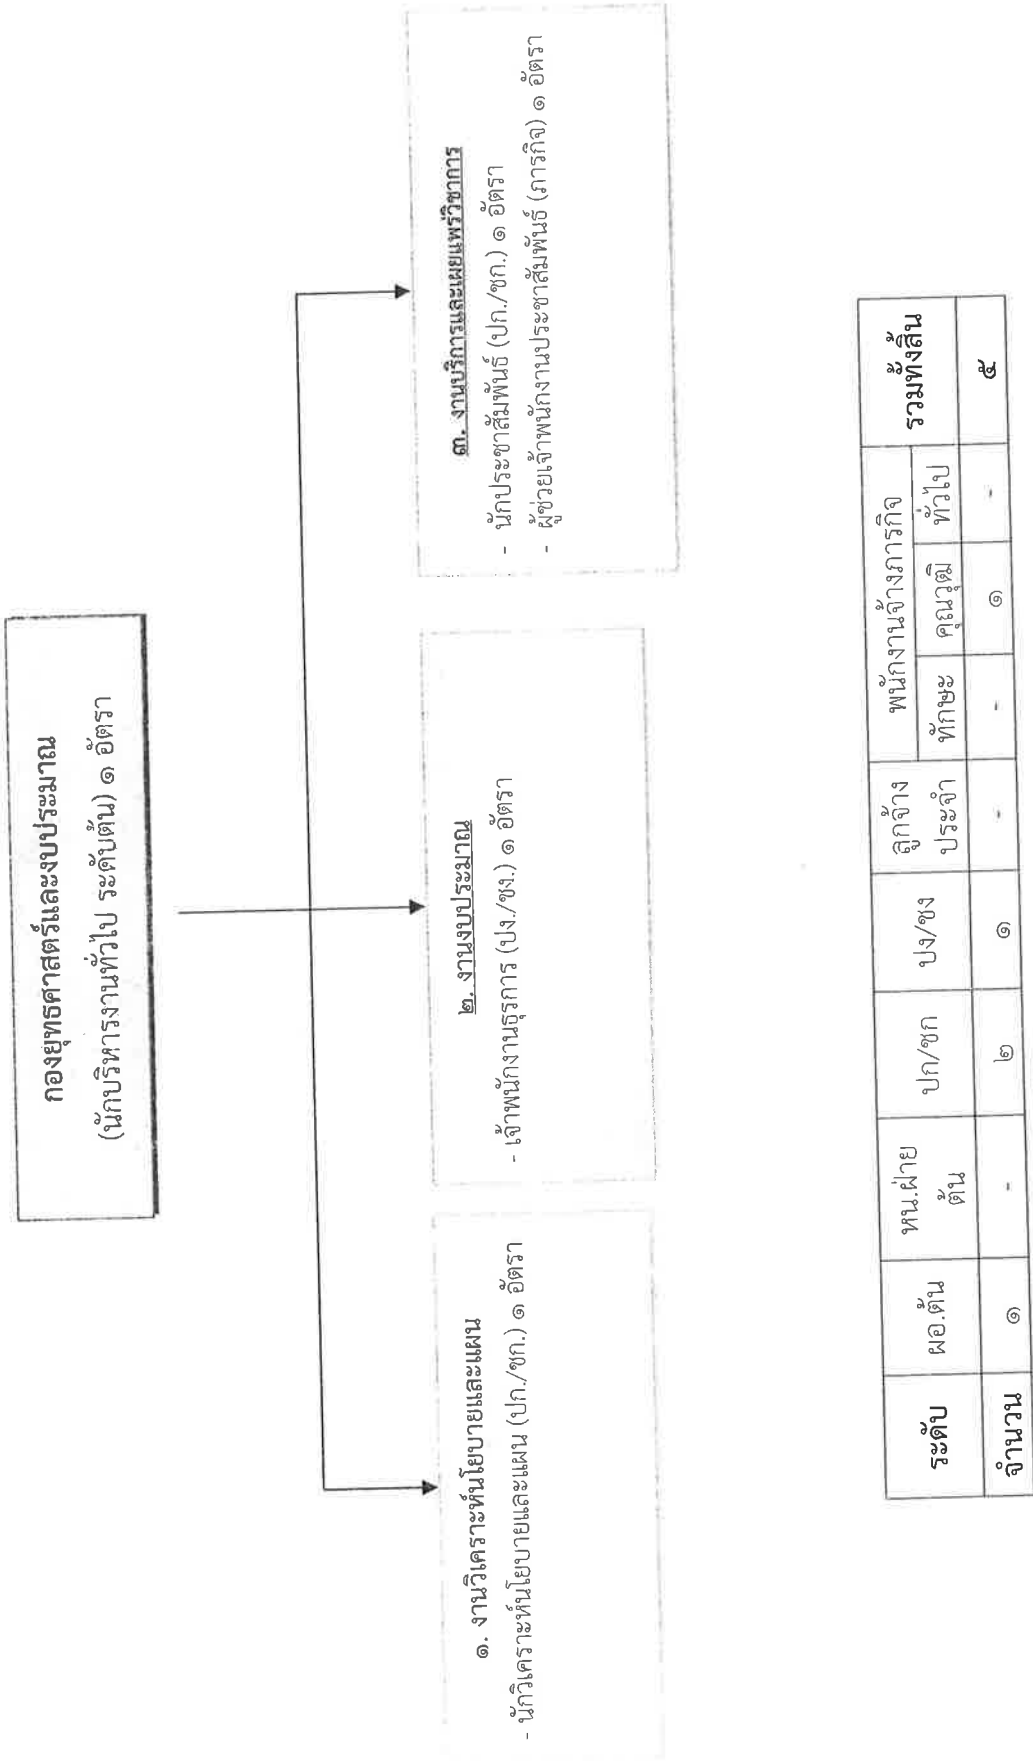 กองยุทธศาสตร์และงบประมาณ
(นักบริหารงานทั่วไป ระดับต้น) ๑ อัตรา
๑. งานวิเคราะห์นโยบายและแผน
- นักวิเคราะห์นโยบายและแผน (ปก./ชก.) ๑ อัตรา
๒. งานงบประมาณ
- เจ้าพนักงานธุรการ (ปง./ชง.) ๑ อัตรา
๓. งานบริการและเผยแพร่วิชาการ
- นักประชาสัมพันธ์ (ปก./ชก.) ๑ อัตรา
- ผู้ช่วยเจ้าพนักงานประชาสัมพันธ์ (ภารกิจ) ๑ อัตรา
ระดับ ผอ.ต้น หน.ฝ่าย ต้น ปก/ชก ปง/ชง ลูกจ้าง ประจำ พนักงานจ้างภารกิจ รวมทั้งสิ้น
ทักษะ คุณวุฒิ ทั่วไป
จำนวน ๑ - ๒ ๑ - - ๑ - ๕